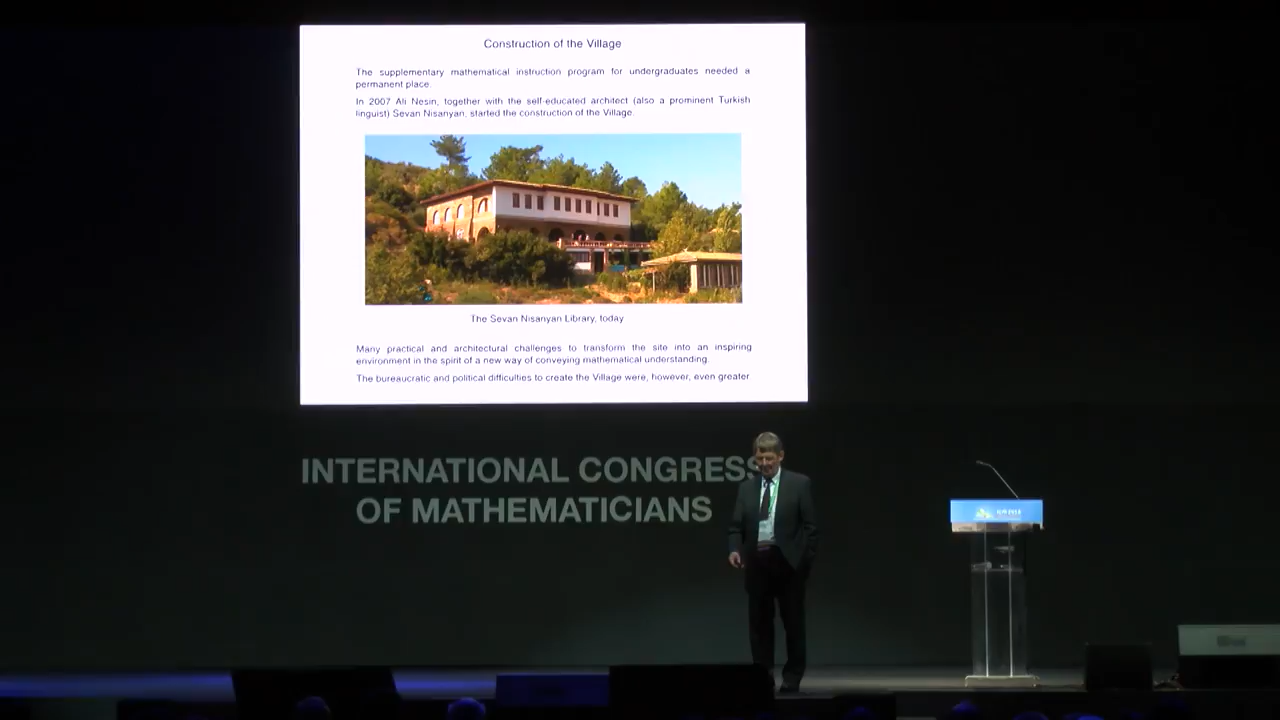 Construction of the Village
The supplementary mathematical instruction program for undergraduates needed a
permanent place.
In 2007 Ali Nesin, together with the self-educated architect (also a prominent Turkish
linguist) Sevan Nisanyan, started the construction of the Village.
The Sevan Nisanyan Library, today
Many practical and architectural challenges to transform the site into an inspiring
environment in the spirit of a new way of conveying mathematical understanding.
The bureaucratic and political difficulties to create the Village were, however, even greater
INTERNATIONAL CONGRESS
OF MATHEMATICIANS